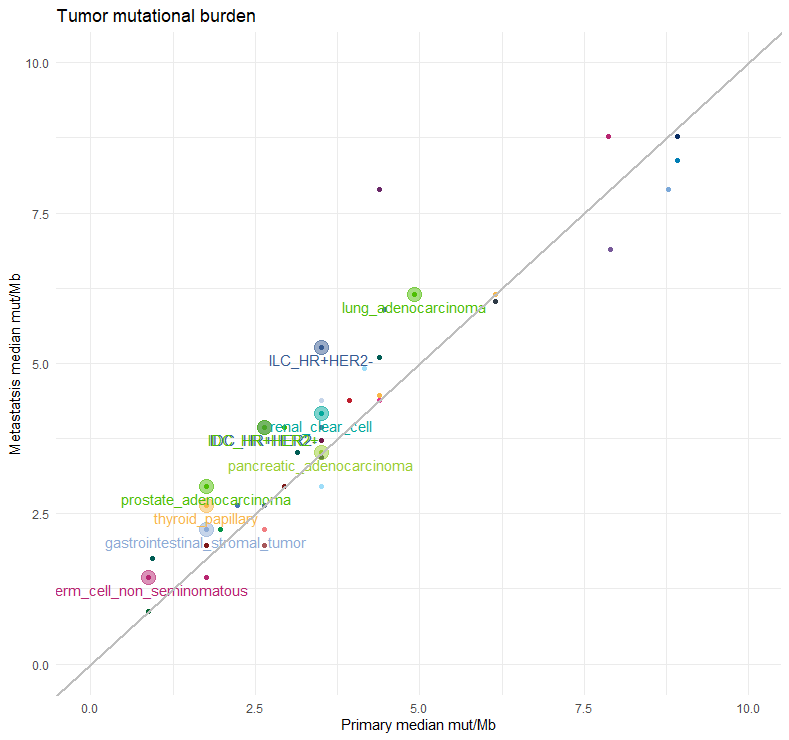 Tumor mutational burden
10.0
7.5
lung_adenocarcinoma
ILC_HR+HER2-
5.0
renal_clear_cell
IDC_HR+HER2+
pancreatic_adenocarcinoma
prostate_adenocarcinoma
2.5
thyroid_papillary
gastrointestinal_stromal_tumor
erm_cell_non_seminomatous
0.0
Metastatsis median mut/Mb
0.0
2.5
5.0
7.5
10.0
Primary median mut/Mb